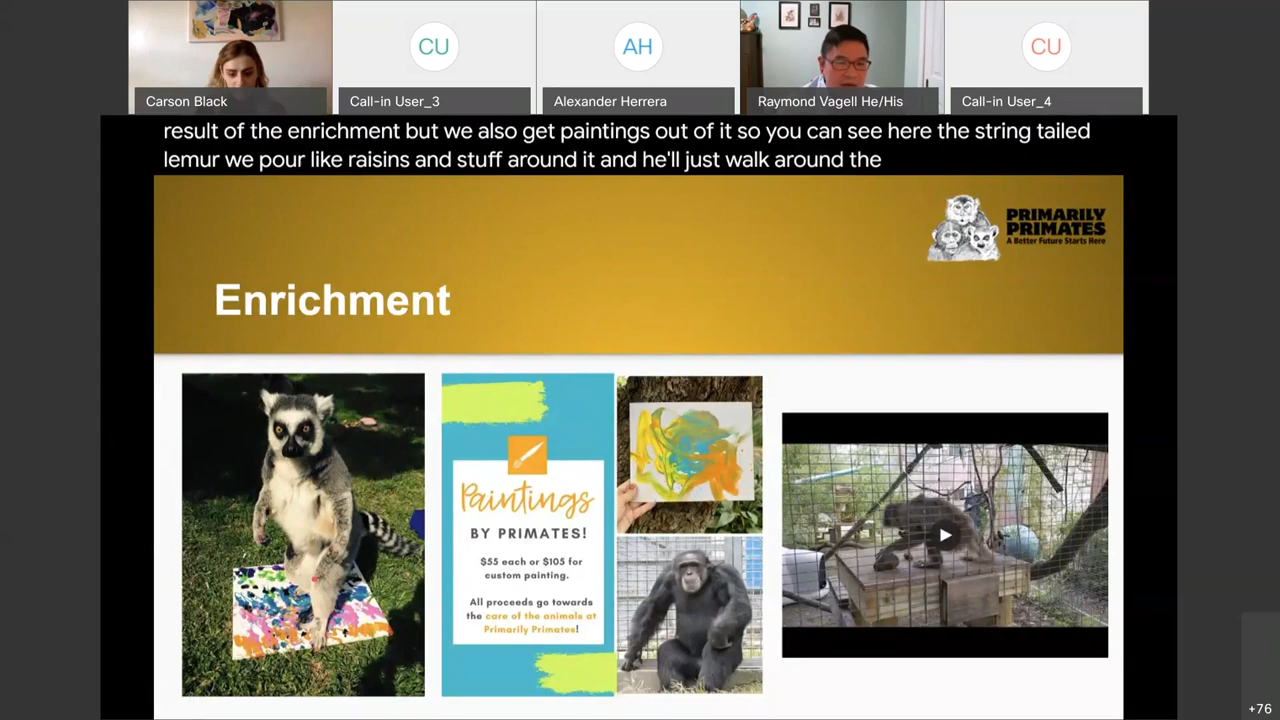 CU
AH
CU
Carson Black
Call-in User_3
Alexander Herrera
Raymond Vagell He/His
Call-in User_4
result of the enrichment but we also get paintings out of it so you can see here the string tailed
lemur we pour like raisins and stuff around it and he'll just walk around the
PRIMARILY
PRIMATES
A Better Future Starts Here
Enrichment
Paintings
BY PRIMATES!
$55 each or $105 for
custom painting.
All proceeds go towards
the care of the animals at
Primarily Primates!
+76